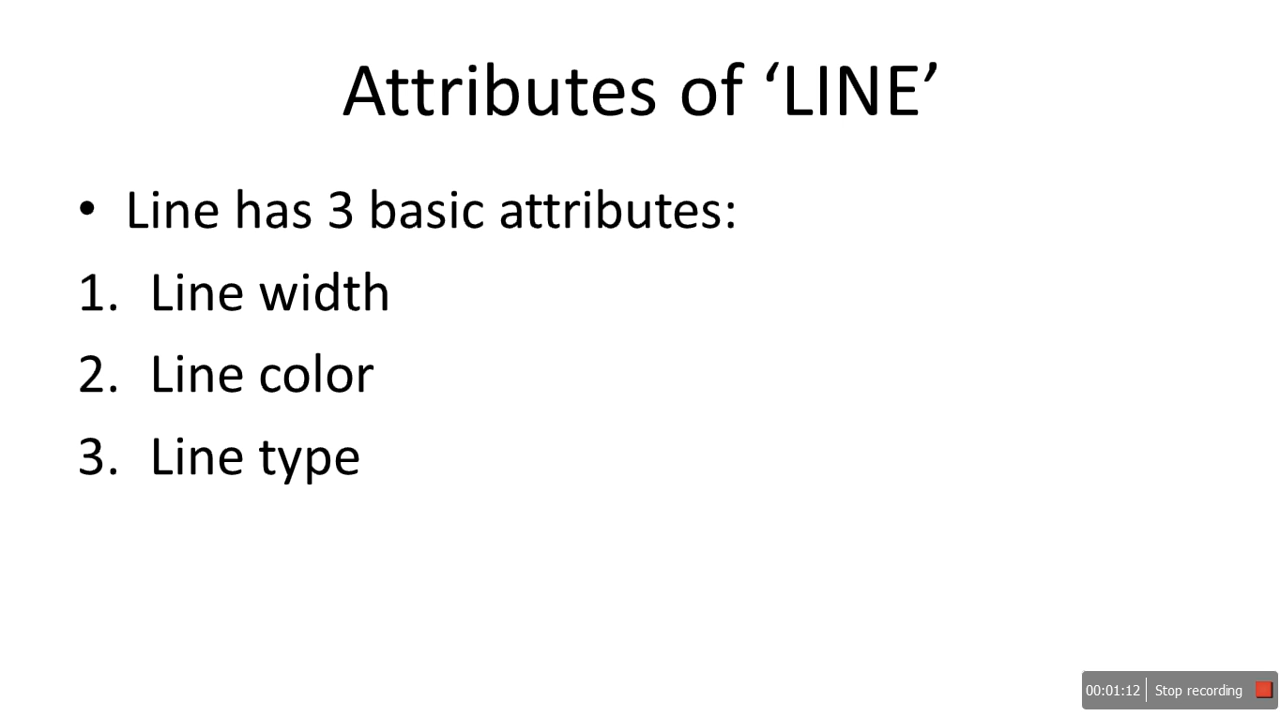 Attributes of ‘LINE’
• Line has 3 basic attributes:
1. Line width
2. Line color
3. Line type
00:01:12 Stop recording